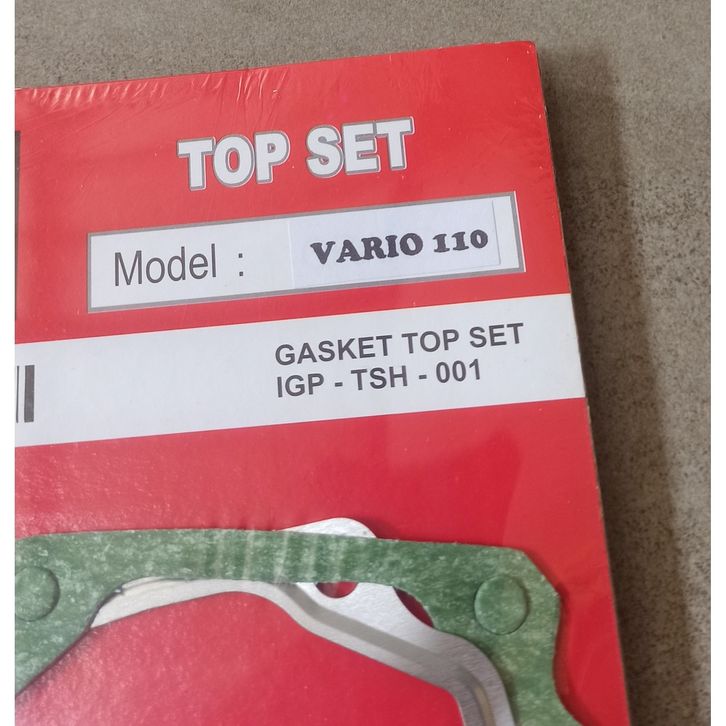 TOP SET
Model : VARIO 110
GASKET TOP SET
IGP - TSH - 001